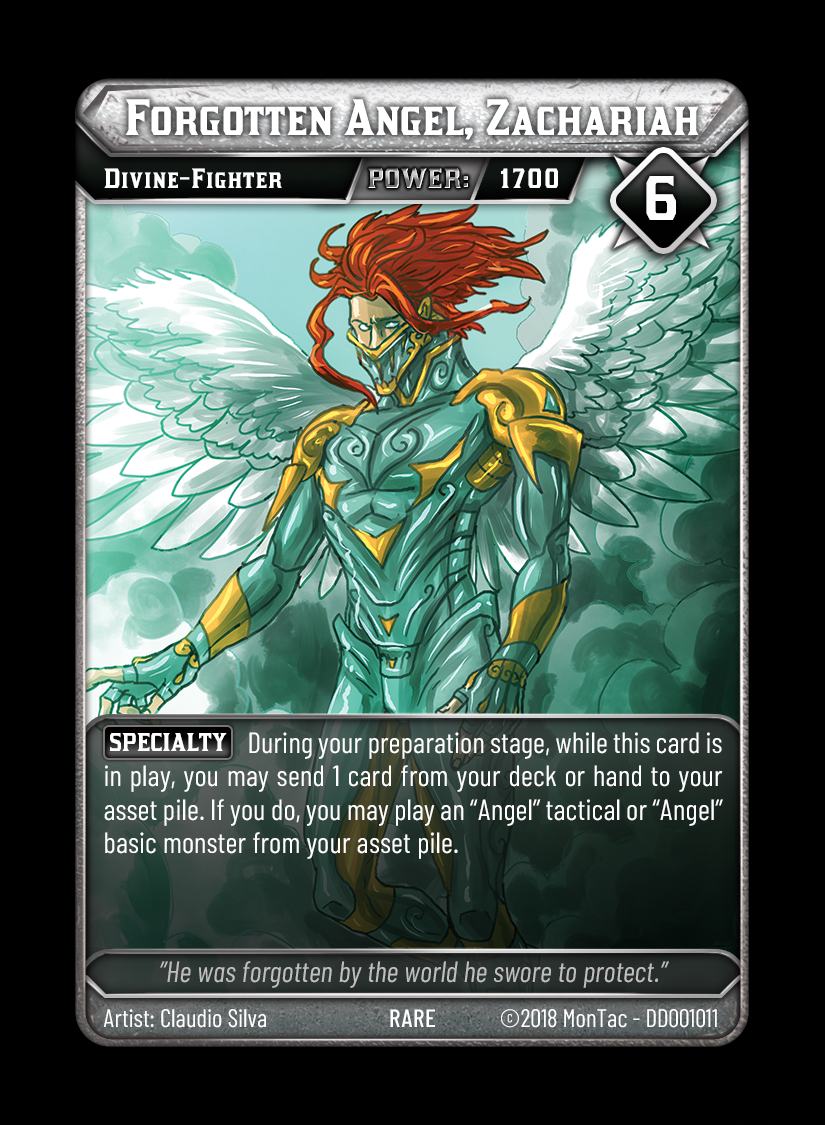 Forgotten Angel, Zachariah
Divine-Fighter POWER: 1700
6
SPECIALTY During your preparation stage, while this card is
in play, you may send 1 card from your deck or hand to your
asset pile. If you do, you may play an “Angel” tactical or “Angel”
basic monster from your asset pile.
“He was forgotten by the world he swore to protect.”
Artist: Claudio Silva RARE ©2018 MonTac - DD001011